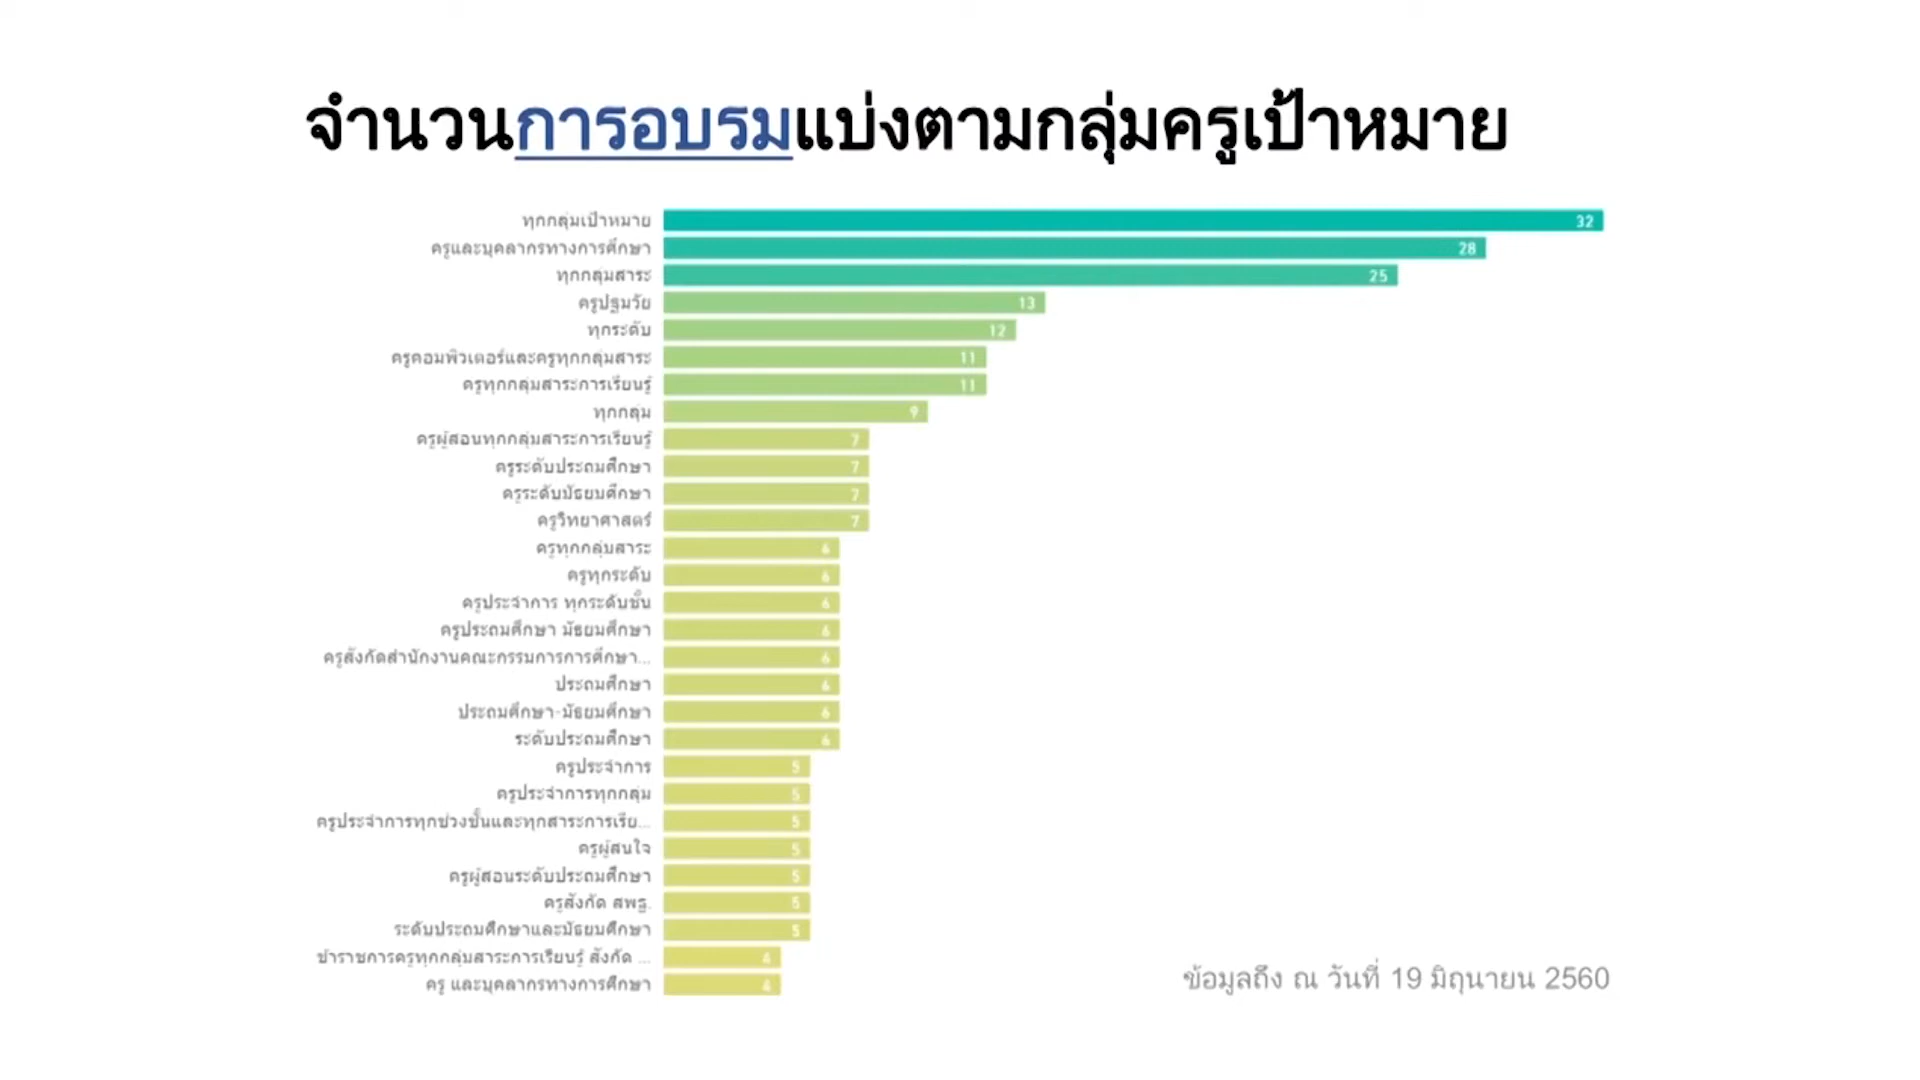 จำนวนการอบรมแบ่งตามกลุ่มครูเป้าหมาย
ทุกกลุ่มเป้าหมาย 32
ครูและบุคลากรทางการศึกษา 28
ทุกกลุ่มสาระ 25
ครูปฐมวัย 13
ทุกระดับ 12
ครูคอมพิวเตอร์และครูทุกกลุ่มสาระ 11
ครูทุกกลุ่มสาระการเรียนรู้ 11
ทุกกลุ่ม 9
ครูผู้สอนทุกกลุ่มสาระการเรียนรู้ 7
ครูระดับประถมศึกษา 7
ครูระดับมัธยมศึกษา 7
ครูวิทยาศาสตร์ 7
ครูทุกกลุ่มสาระ 6
ครูทุกระดับ 6
ครูประจำการ ทุกระดับชั้น 6
ครูประถมศึกษา มัธยมศึกษา 6
ครูสังกัดสำนักงานคณะกรรมการการศึกษา... 6
ประถมศึกษา 6
ประถมศึกษา-มัธยมศึกษา 6
ระดับประถมศึกษา 6
ครูประจำการ 5
ครูประจำการทุกกลุ่ม 5
ครูประจำการทุกช่วงชั้นและทุกสาระการเรีย... 5
ครูผู้สนใจ 5
ครูผู้สอนระดับประถมศึกษา 5
ครูสังกัด สพฐ. 5
ระดับประถมศึกษาและมัธยมศึกษา 5
ข้าราชการครูทุกกลุ่มสาระการเรียนรู้ สังกัด ... 4
ครู และบุคลากรทางการศึกษา 4
ข้อมูลถึง ณ วันที่ 19 มิถุนายน 2560